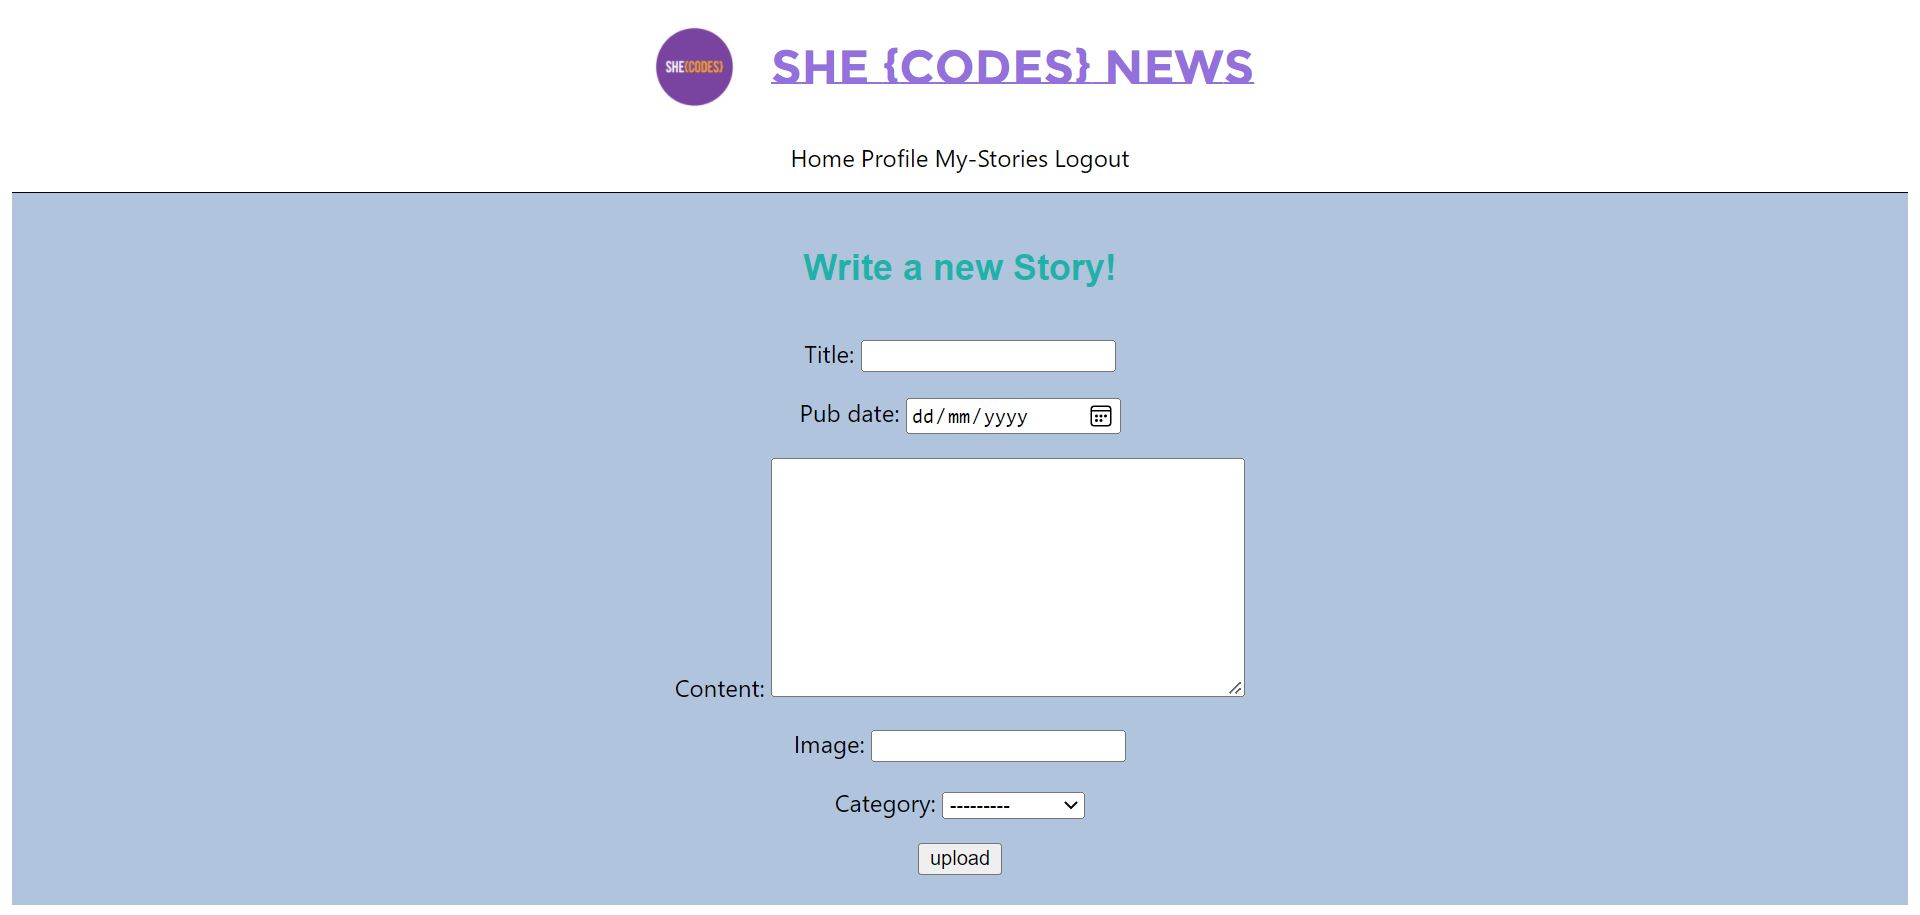 SHE{CODES}
SHE {CODES} NEWS
Home Profile My-Stories Logout
Write a new Story!
Title:
Pub date: dd/mm/yyyy
Content:
Image:
Category: ---------
upload